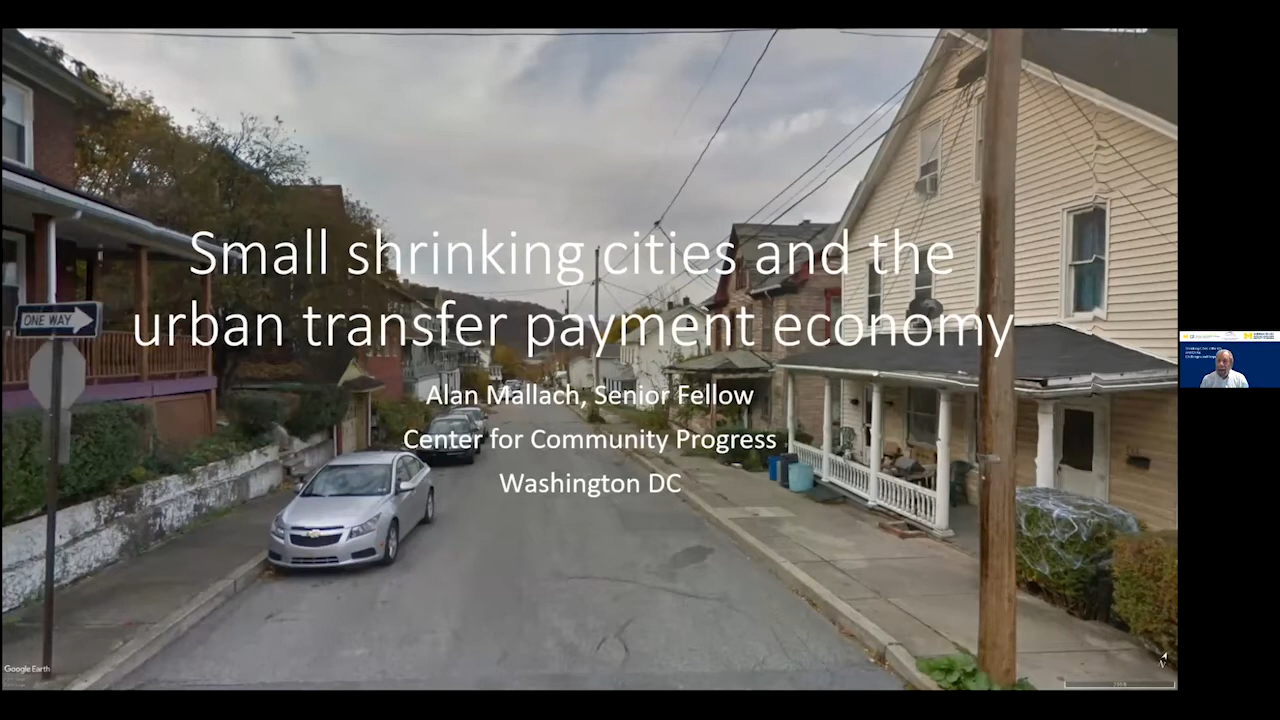 Small shrinking cities and the
urban transfer payment economy
Alan Mallach, Senior Fellow
Center for Community Progress
Washington DC
ONE WAY
Google Earth